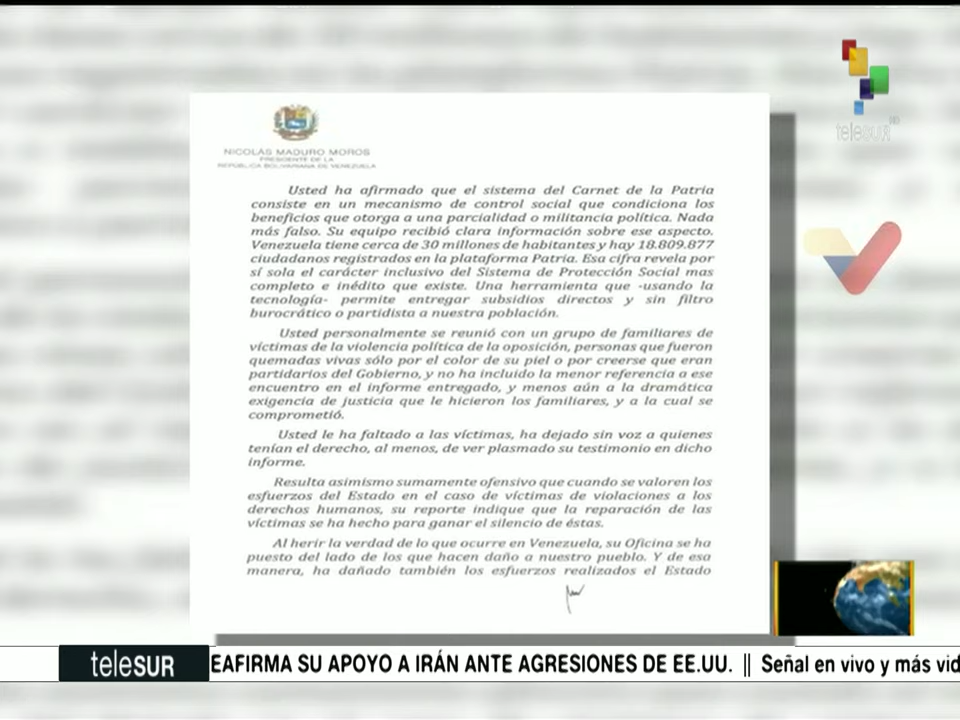 teleSUR HD
NICOLÁS MADURO MOROS
PRESIDENTE DE LA
REPÚBLICA BOLIVARIANA DE VENEZUELA
Usted ha afirmado que el sistema del Carnet de la Patria
consiste en un mecanismo de control social que condiciona los
beneficios que otorga a una parcialidad o militancia política. Nada
más falso. Su equipo recibió clara información sobre ese aspecto.
Venezuela tiene cerca de 30 millones de habitantes y hay 18.809.877
ciudadanos registrados en la plataforma Patria. Esa cifra revela por
sí sola el carácter inclusivo del Sistema de Protección Social mas
completo e inédito que existe. Una herramienta que -usando la
tecnología- permite entregar subsidios directos y sin filtro
burocrático o partidista a nuestra población.
Usted personalmente se reunió con un grupo de familiares de
víctimas de la violencia política de la oposición, personas que fueron
quemadas vivas sólo por el color de su piel o por creerse que eran
partidarios del Gobierno, y no ha incluido la menor referencia a ese
encuentro en el informe entregado, y menos aún a la dramática
exigencia de justicia que le hicieron los familiares, y a la cual se
comprometió.
Usted le ha faltado a las víctimas, ha dejado sin voz a quienes
tenían el derecho, al menos, de ver plasmado su testimonio en dicho
informe.
Resulta asimismo sumamente ofensivo que cuando se valoren los
esfuerzos del Estado en el caso de víctimas de violaciones a los
derechos humanos, su reporte indique que la reparación de las
víctimas se ha hecho para ganar el silencio de éstas.
Al herir la verdad de lo que ocurre en Venezuela, su Oficina se ha
puesto del lado de los que hacen daño a nuestro pueblo. Y de esa
manera, ha dañado también los esfuerzos realizados el Estado
teleSUR EAFIRMA SU APOYO A IRÁN ANTE AGRESIONES DE EE.UU. || Señal en vivo y más vid